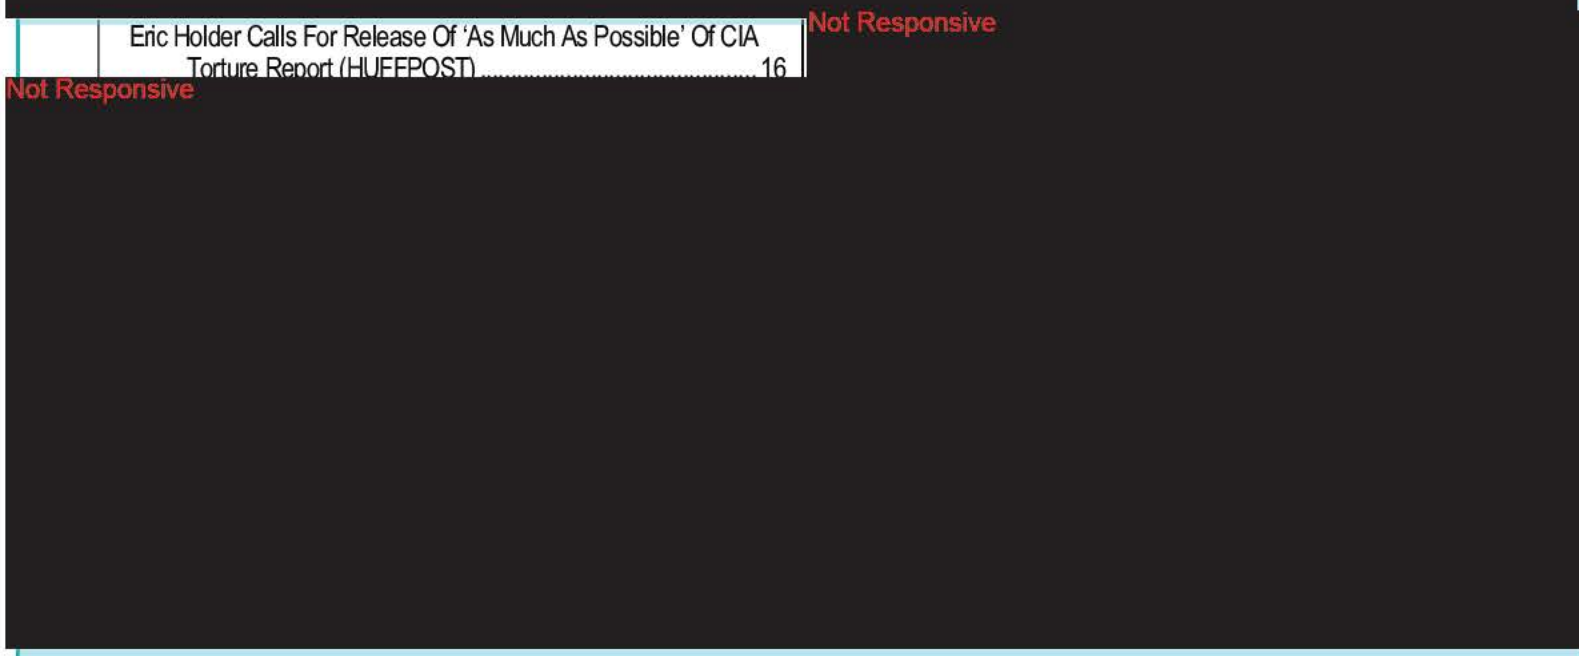 Eric Holder Calls For Release Of ‘As Much As Possible’ Of CIA
Torture Report (HUFFPOST) ............................................ 16
Not Responsive
Not Responsive